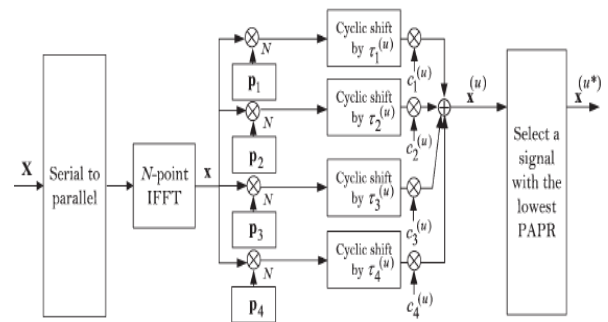 X
Serial to
parallel
N-point
IFFT
x
N
p₁
Cyclic shift
by τ₁⁽ᵘ⁾
c₁⁽ᵘ⁾
N
p₂
Cyclic shift
by τ₂⁽ᵘ⁾
c₂⁽ᵘ⁾
N
p₃
Cyclic shift
by τ₃⁽ᵘ⁾
c₃⁽ᵘ⁾
N
p₄
Cyclic shift
by τ₄⁽ᵘ⁾
c₄⁽ᵘ⁾
x⁽ᵘ⁾
Select a
signal
with the
lowest
PAPR
x⁽ᵘ*⁾